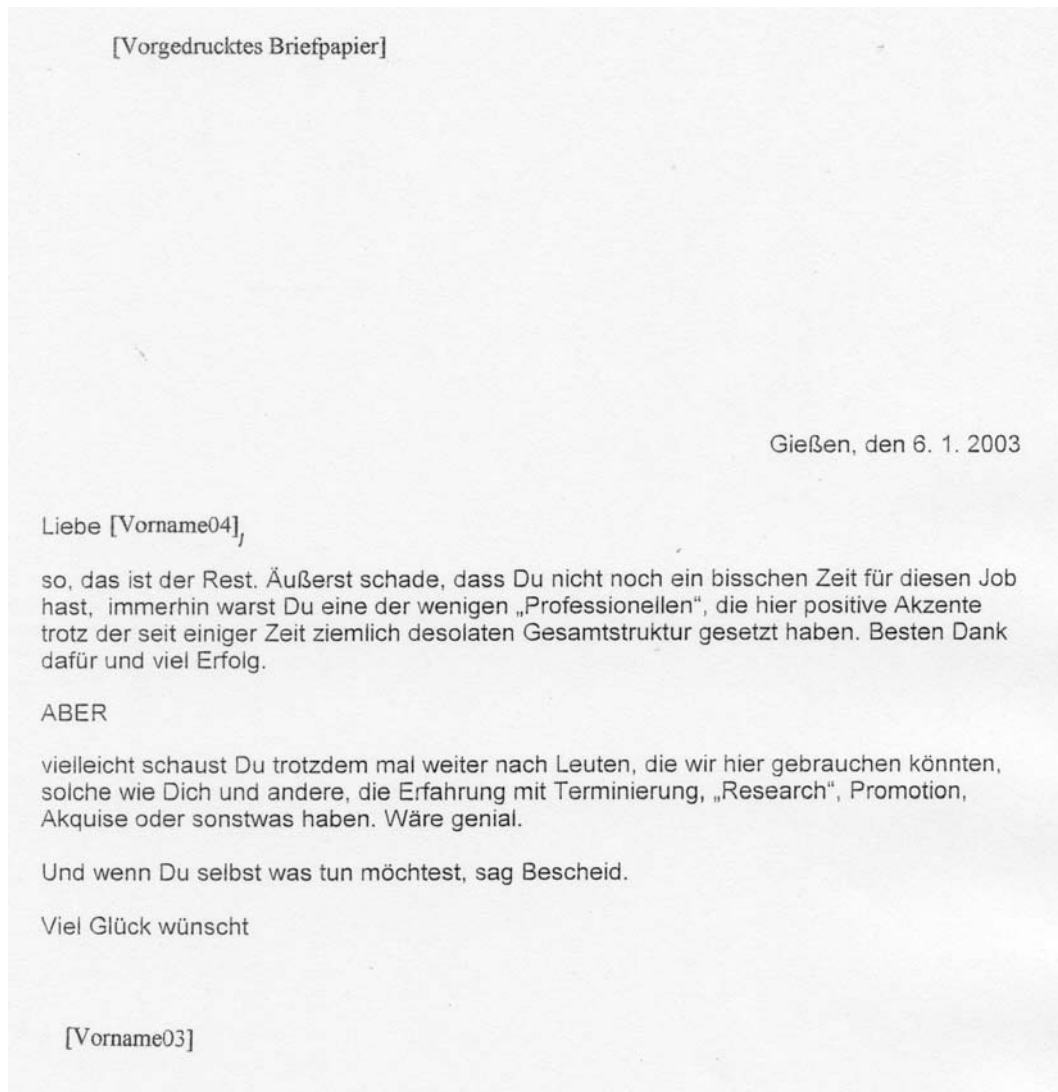 [Vorgedrucktes Briefpapier]
Gießen, den 6. 1. 2003
Liebe [Vorname04],
so, das ist der Rest. Äußerst schade, dass Du nicht noch ein bisschen Zeit für diesen Job
hast,  immerhin warst Du eine der wenigen „Professionellen“, die hier positive Akzente
trotz der seit einiger Zeit ziemlich desolaten Gesamtstruktur gesetzt haben. Besten Dank
dafür und viel Erfolg.
ABER
vielleicht schaust Du trotzdem mal weiter nach Leuten, die wir hier gebrauchen könnten,
solche wie Dich und andere, die Erfahrung mit Terminierung, „Research“, Promotion,
Akquise oder sonstwas haben. Wäre genial.
Und wenn Du selbst was tun möchtest, sag Bescheid.
Viel Glück wünscht
[Vorname03]